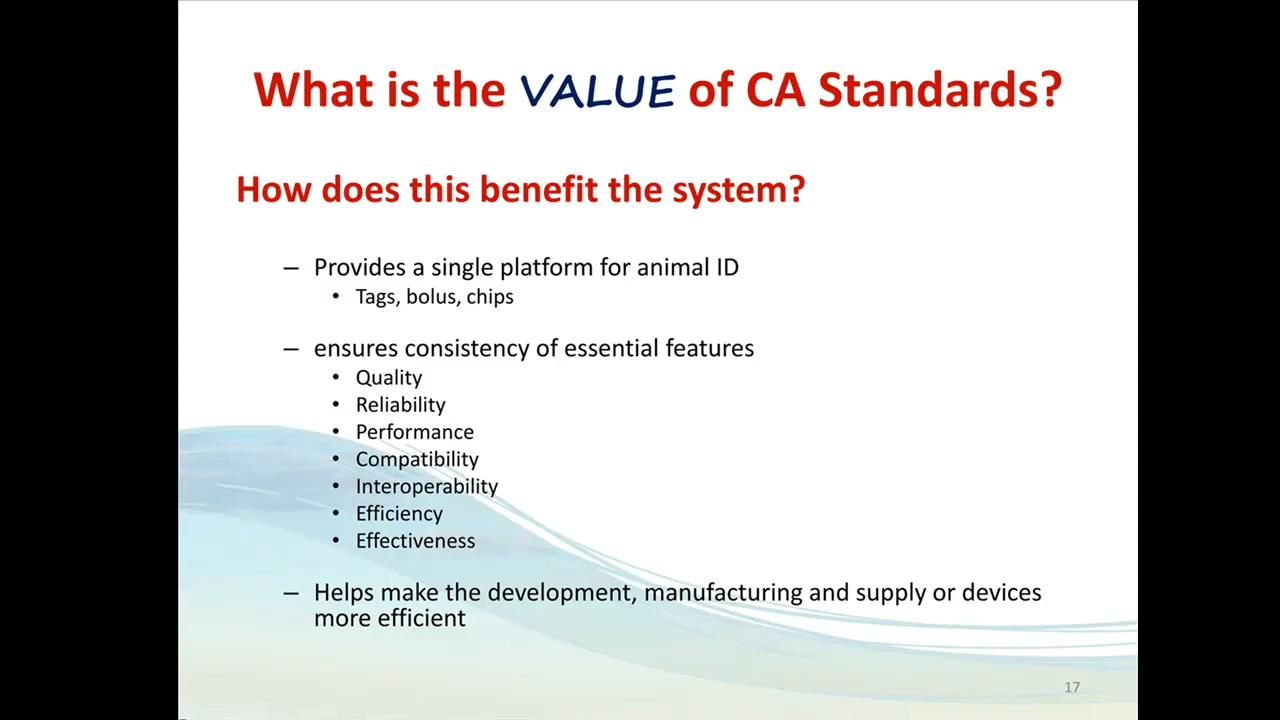 What is the VALUE of CA Standards?
How does this benefit the system?
– Provides a single platform for animal ID
• Tags, bolus, chips
– ensures consistency of essential features
• Quality
• Reliability
• Performance
• Compatibility
• Interoperability
• Efficiency
• Effectiveness
– Helps make the development, manufacturing and supply or devices
more efficient
17